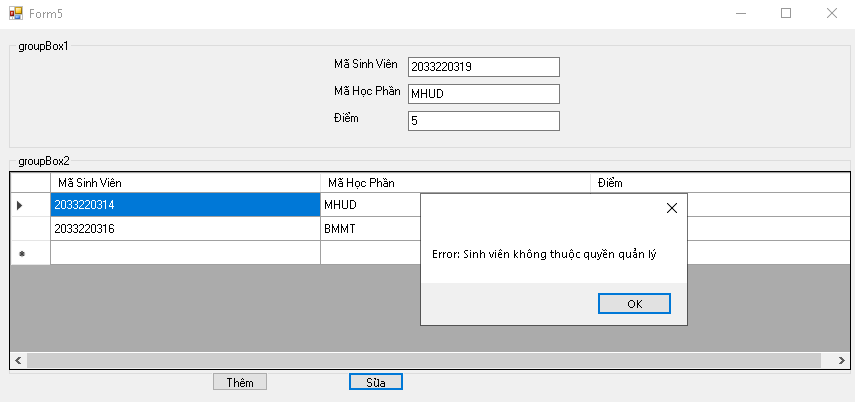 Form5
groupBox1
Mã Sinh Viên 2033220319
Mã Học Phần MHUD
Điểm 5
groupBox2
Mã Sinh Viên Mã Học Phần Điểm
2033220314 MHUD
2033220316 BMMT
Error: Sinh viên không thuộc quyền quản lý
OK
Thêm Sửa